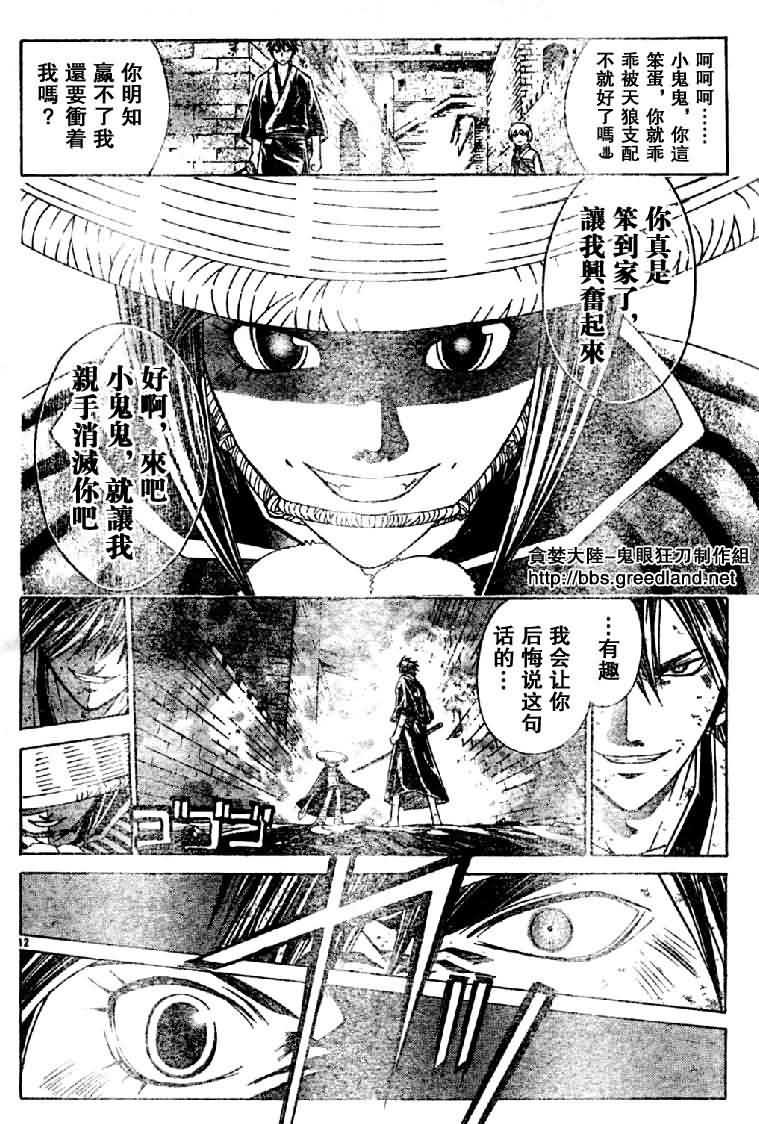 呵呵呵……
小鬼鬼，你這
笨蛋，你就乖
乖被天狼支配
不就好了嗎♨
你明知
贏不了我
還要衝着
我嗎？
你真是
笨到家了，
讓我興奮起來
好啊，來吧
小鬼鬼，就讓我
親手消滅你吧
貪婪大陸-鬼眼狂刀制作組
http://bbs.greedland.net
…有趣
我会让你
后悔说这句
话的…
ゴゴゴ
12